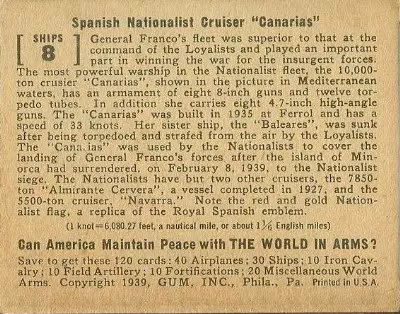 Spanish Nationalist Cruiser "Canarias"
[ SHIPS 8 ]
General Franco's fleet was superior to that at the
command of the Loyalists and played an important
part in winning the war for the insurgent forces.
The most powerful warship in the Nationalist fleet, the 10,000-
ton crusier "Canarias", shown in the picture in Mediterranean
waters, has an armament of eight 8-inch guns and twelve tor-
pedo tubes. In addition she carries eight 4.7-inch high-angle
guns. The "Canarias" was built in 1935 at Ferrol and has a
speed of 33 knots. Her sister ship, the "Baleares", was sunk
after being torpedoed and strafed from the air by the Loyalists.
The "Canarias" was used by the Nationalists to cover the
landing of General Franco's forces after the island of Min-
orca had surrendered, on February 8, 1939, to the Nationalist
siege. The Nationalists have but two other cruisers, the 7850-
ton "Almirante Cervera", a vessel completed in 1927, and the
5500-ton cruiser, "Navarra." Note the red and gold Nation-
alist flag, a replica of the Royal Spanish emblem.
(1 knot=6,080.27 feet, a nautical mile, or about 1⅙ English miles)
Can America Maintain Peace with THE WORLD IN ARMS?
Save to get these 120 cards: 40 Airplanes; 30 Ships; 10 Iron Cav-
alry; 10 Field Artillery; 10 Fortifications; 20 Miscellaneous World
Arms. Copyright 1939, GUM, INC., Phila., Pa. Printed in U.S.A.